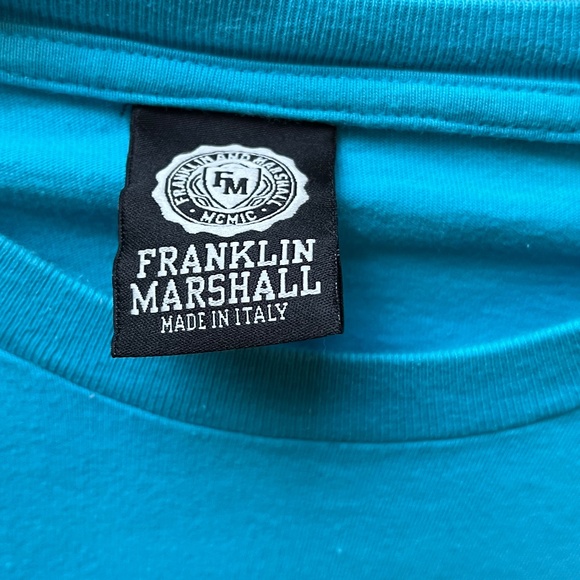 FRANKLIN AND MARSHALL
FM
· MCMIC ·
FRANKLIN
MARSHALL
MADE IN ITALY